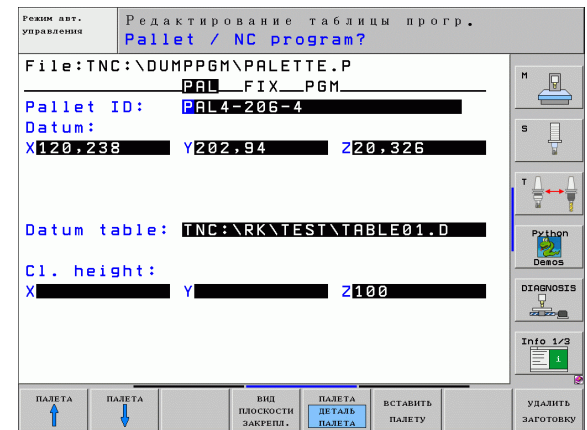 Режим авт.
управления
Редактирование таблицы прогр.
Pallet / NC program?
File:TNC:\DUMPPGM\PALETTE.P
PAL FIX PGM
Pallet ID: PAL4-206-4
Datum:
X120,238 Y202,94 Z20,326
Datum table: TNC:\RK\TEST\TABLE01.D
Cl. height:
X Y Z100
M
S
T
Python
Demos
DIAGNOSIS
Info 1/3
i
ПАЛЕТА
ПАЛЕТА
ВИД
ПЛОСКОСТИ
ЗАКРЕПЛ.
ПАЛЕТА
ДЕТАЛЬ
ПАЛЕТА
ВСТАВИТЬ
ПАЛЕТУ
УДАЛИТЬ
ЗАГОТОВКУ